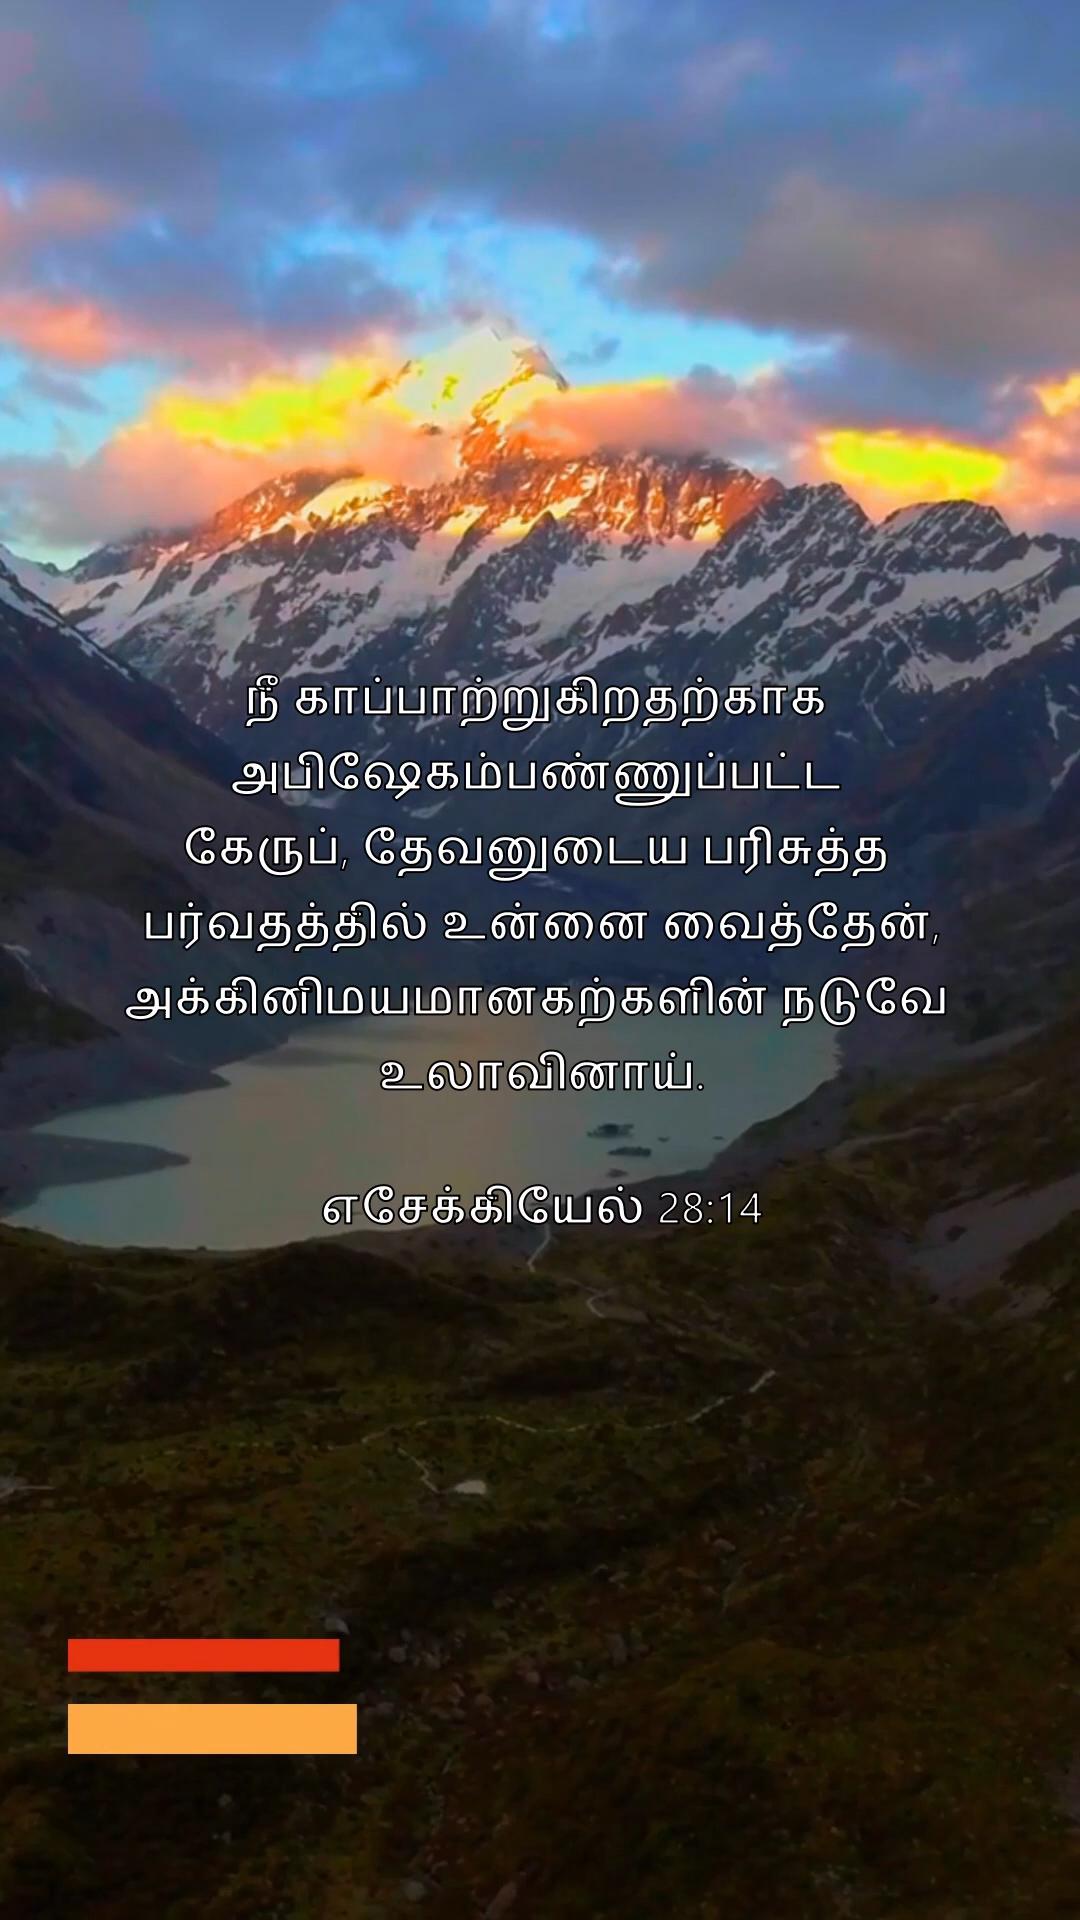 நீ காப்பாற்றுகிறதற்காக
அபிஷேகம்பண்ணுப்பட்ட
கேருப், தேவனுடைய பரிசுத்த
பர்வதத்தில் உன்னை வைத்தேன்,
அக்கினிமயமானகற்களின் நடுவே
உலாவினாய்.
எசேக்கியேல் 28:14